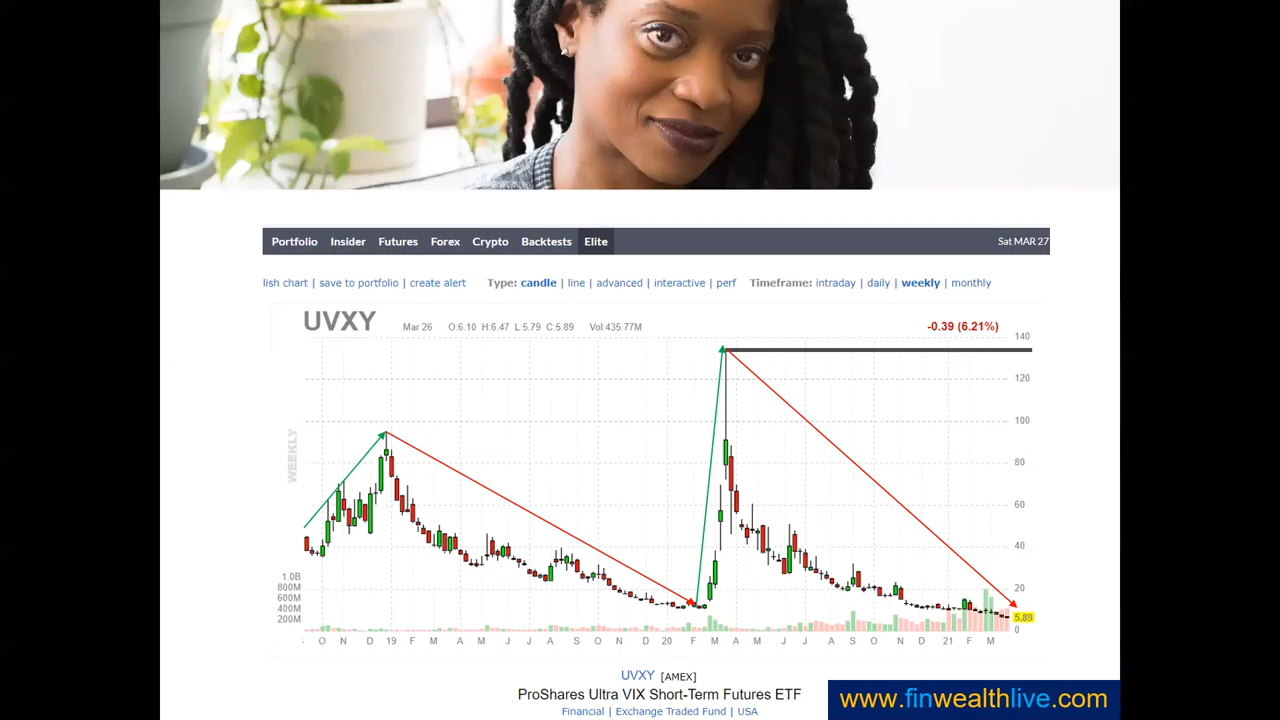 Portfolio Insider Futures Forex Crypto Backtests Elite Sat MAR 27
lish chart | save to portfolio | create alert Type: candle | line | advanced | interactive | perf Timeframe: intraday | daily | weekly | monthly
UVXY Mar 26 O:6.10 H:6.47 L:5.79 C:5.89 Vol:435.77M -0.39 (6.21%)
140
120
100
WEEKLY
80
60
40
1.0B
800M
600M
400M
200M
20
5.89
0
O N D 19 F M A M J J A S O N D 20 F M A M J J A S O N D 21 F M
UVXY [AMEX]
ProShares Ultra VIX Short-Term Futures ETF
Financial | Exchange Traded Fund | USA
www.finwealthlive.com